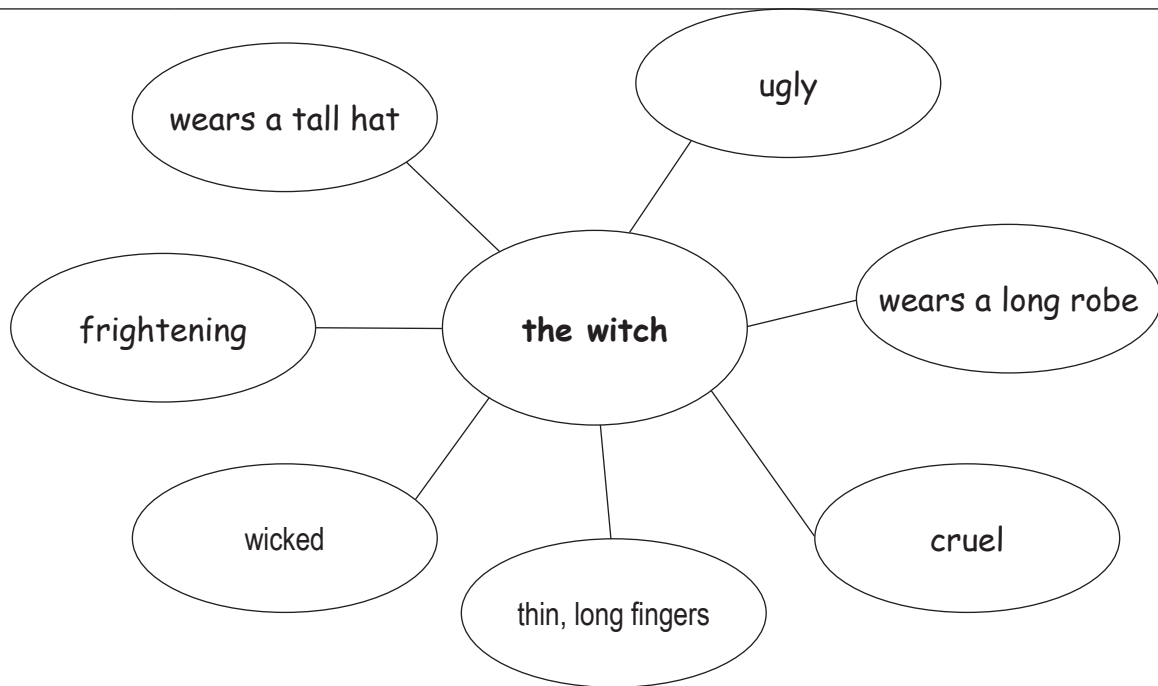 ugly
wears a tall hat
wears a long robe
frightening
the witch
wicked
cruel
thin, long fingers